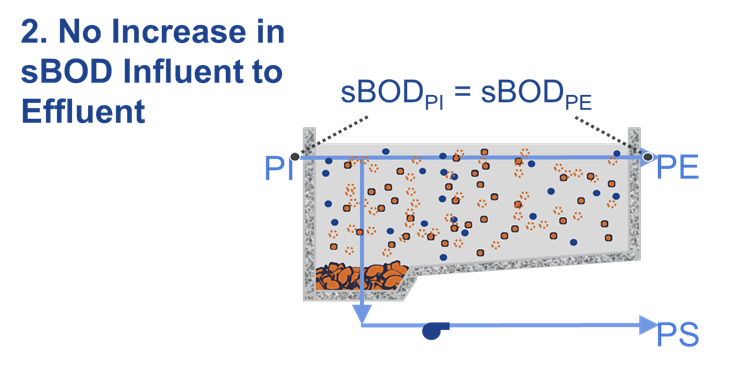 2. No Increase in
sBOD Influent to
Effluent
sBODPI = sBODPE
PI
PE
PS